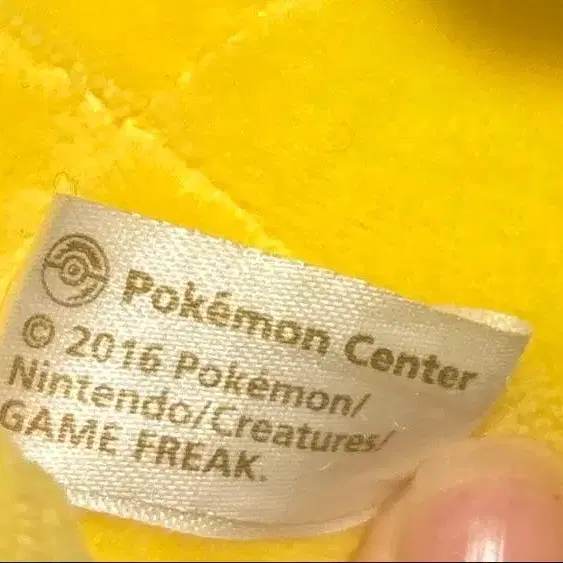 Pokémon Center
© 2016 Pokémon/
Nintendo/Creatures/
GAME FREAK.